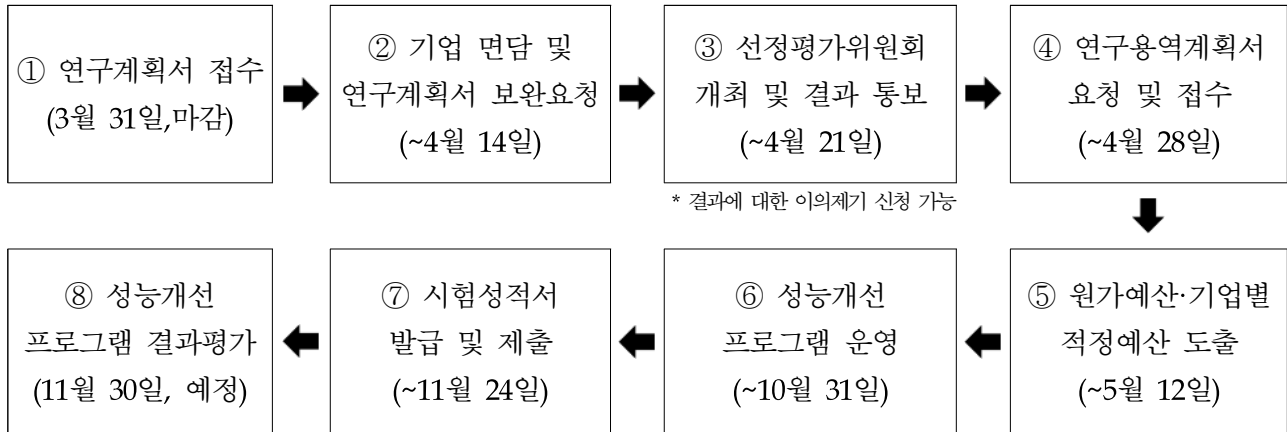 ① 연구계획서 접수
(3월 31일,마감)
② 기업 면담 및
연구계획서 보완요청
(~4월 14일)
③ 선정평가위원회
개최 및 결과 통보
(~4월 21일)
* 결과에 대한 이의제기 신청 가능
④ 연구용역계획서
요청 및 접수
(~4월 28일)
⑤ 원가예산·기업별
적정예산 도출
(~5월 12일)
⑥ 성능개선
프로그램 운영
(~10월 31일)
⑦ 시험성적서
발급 및 제출
(~11월 24일)
⑧ 성능개선
프로그램 결과평가
(11월 30일, 예정)